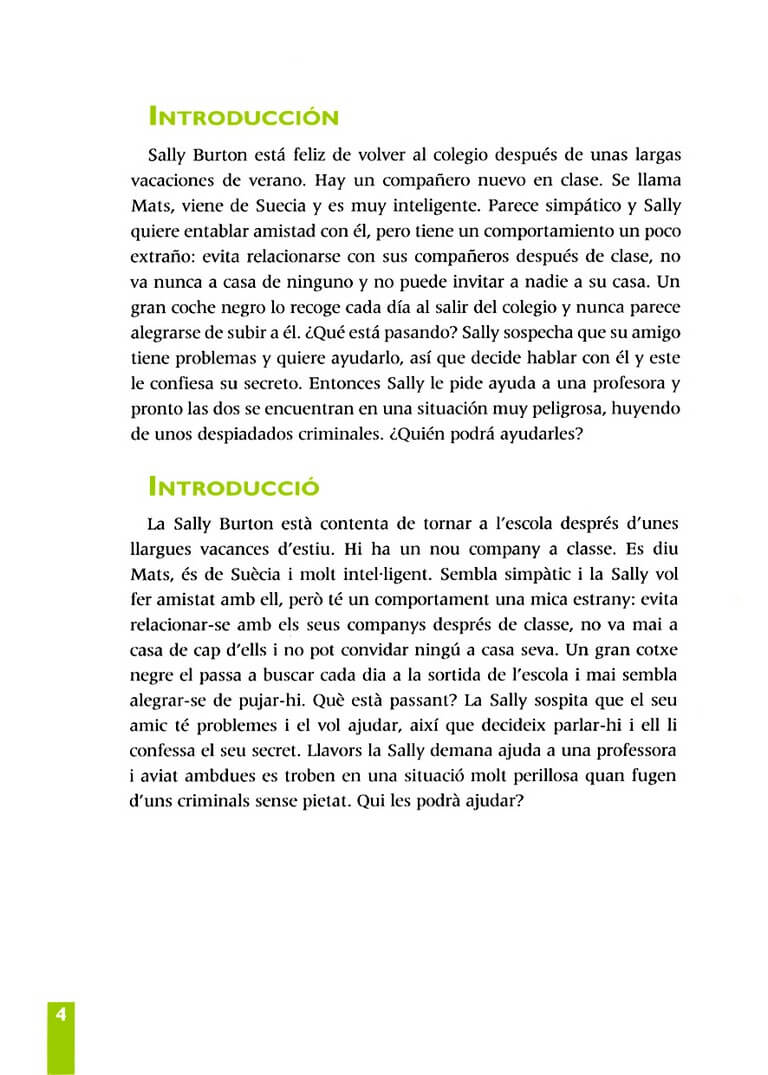 INTRODUCCIÓN
Sally Burton está feliz de volver al colegio después de unas largas
vacaciones de verano. Hay un compañero nuevo en clase. Se llama
Mats, viene de Suecia y es muy inteligente. Parece simpático y Sally
quiere entablar amistad con él, pero tiene un comportamiento un poco
extraño: evita relacionarse con sus compañeros después de clase, no
va nunca a casa de ninguno y no puede invitar a nadie a su casa. Un
gran coche negro lo recoge cada día al salir del colegio y nunca parece
alegrarse de subir a él. ¿Qué está pasando? Sally sospecha que su amigo
tiene problemas y quiere ayudarlo, así que decide hablar con él y este
le confiesa su secreto. Entonces Sally le pide ayuda a una profesora y
pronto las dos se encuentran en una situación muy peligrosa, huyendo
de unos despiadados criminales. ¿Quién podrá ayudarles?
INTRODUCCIÓ
La Sally Burton està contenta de tornar a l'escola després d'unes
llargues vacances d'estiu. Hi ha un nou company a classe. Es diu
Mats, és de Suècia i molt intel·ligent. Sembla simpàtic i la Sally vol
fer amistat amb ell, però té un comportament una mica estrany: evita
relacionar-se amb els seus companys després de classe, no va mai a
casa de cap d'ells i no pot convidar ningú a casa seva. Un gran cotxe
negre el passa a buscar cada dia a la sortida de l'escola i mai sembla
alegrar-se de pujar-hi. Què està passant? La Sally sospita que el seu
amic té problemes i el vol ajudar, així que decideix parlar-hi i ell li
confessa el seu secret. Llavors la Sally demana ajuda a una professora
i aviat ambdues es troben en una situació molt perillosa quan fugen
d'uns criminals sense pietat. Qui les podrà ajudar?
4